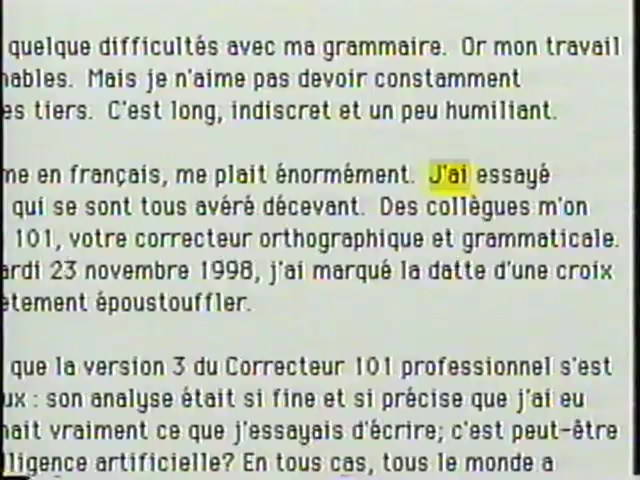 quelque difficultés avec ma grammaire. Or mon travail
Mais je n'aime pas devoir constamment
es tiers. C'est long, indiscret et un peu humiliant.
me en français, me plait énormément. J'ai essayé
qui se sont tous avéré décevant. Des collègues m'on
101, votre correcteur orthographique et grammaticale.
ardi 23 novembre 1998, j'ai marqué la datte d'une croix
ètement époustouffler.
que la version 3 du Correcteur 101 professionnel s'est
ux : son analyse était si fine et si précise que j'ai eu
nait vraiment ce que j'essayais d'écrire; c'est peut-être
lligence artificielle? En tous cas, tous le monde a